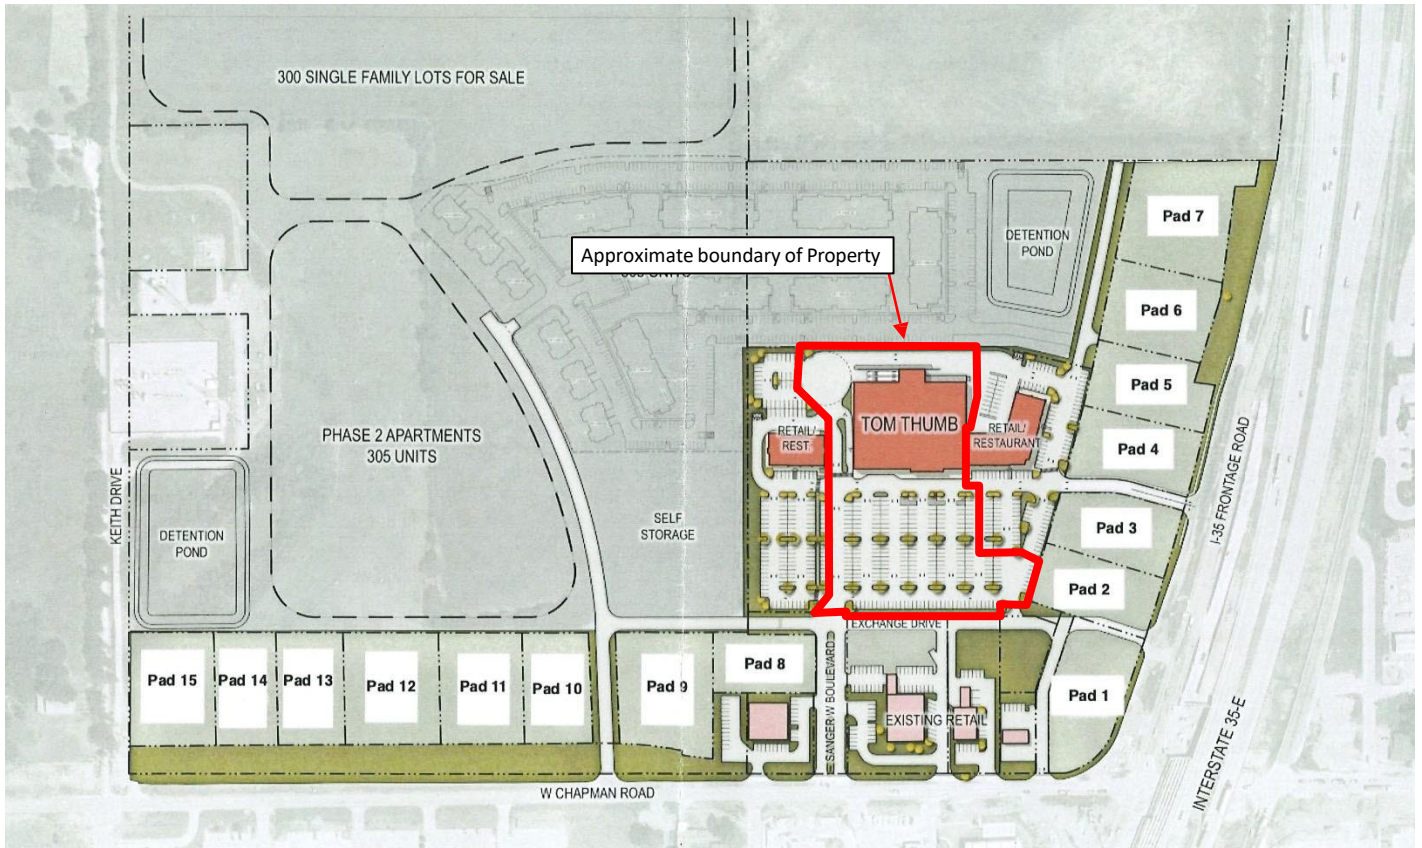 300 SINGLE FAMILY LOTS FOR SALE
Pad 7
DETENTION
POND
Approximate boundary of Property
UNITS
Pad 6
Pad 5
PHASE 2 APARTMENTS
305 UNITS
RETAIL/
REST.
TOM THUMB
RETAIL/
RESTAURANT
Pad 4
I-35 FRONTAGE ROAD
KEITH DRIVE
DETENTION
POND
SELF
STORAGE
Pad 3
Pad 2
EXCHANGE DRIVE
Pad 15
Pad 14
Pad 13
Pad 12
Pad 11
Pad 10
Pad 9
Pad 8
SANGER-W BOULEVARD
EXISTING RETAIL
Pad 1
INTERSTATE 35-E
W CHAPMAN ROAD